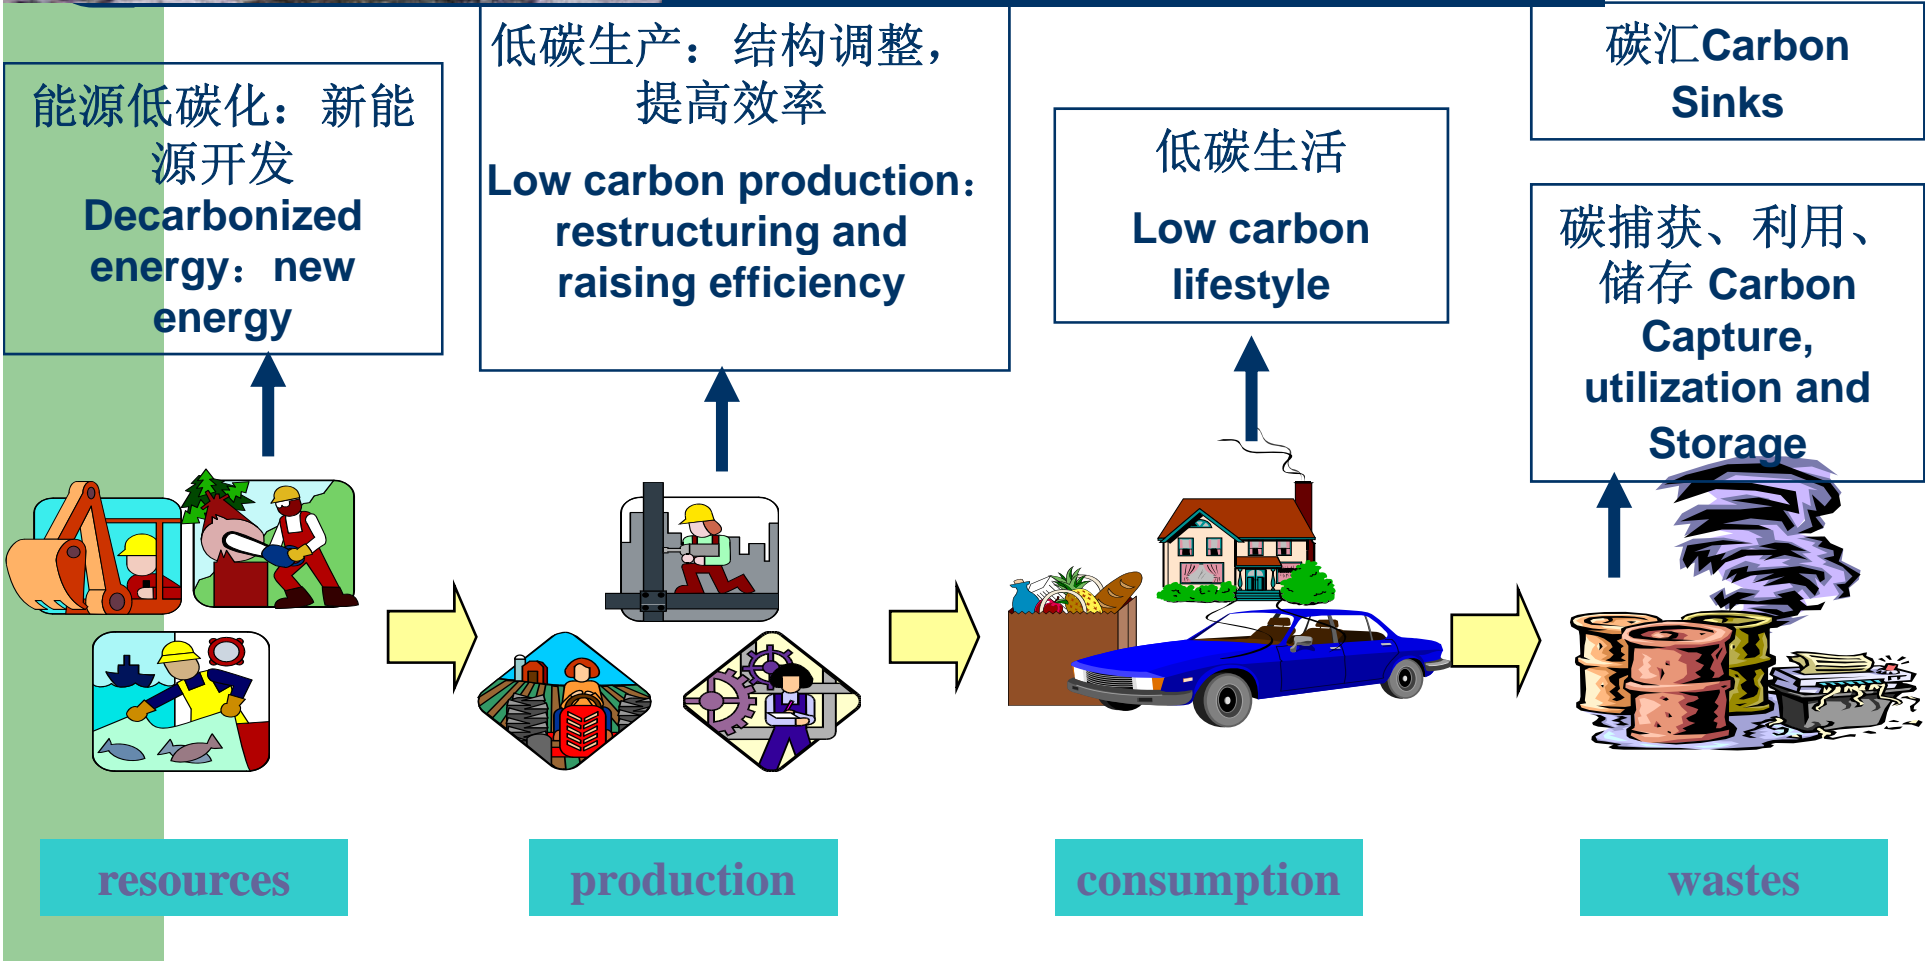 能源低碳化：新能
源开发
Decarbonized
energy：new
energy
低碳生产：结构调整，
提高效率
Low carbon production：
restructuring and
raising efficiency
低碳生活
Low carbon
lifestyle
碳汇Carbon
Sinks
碳捕获、利用、
储存 Carbon
Capture,
utilization and
Storage
resources
production
consumption
wastes